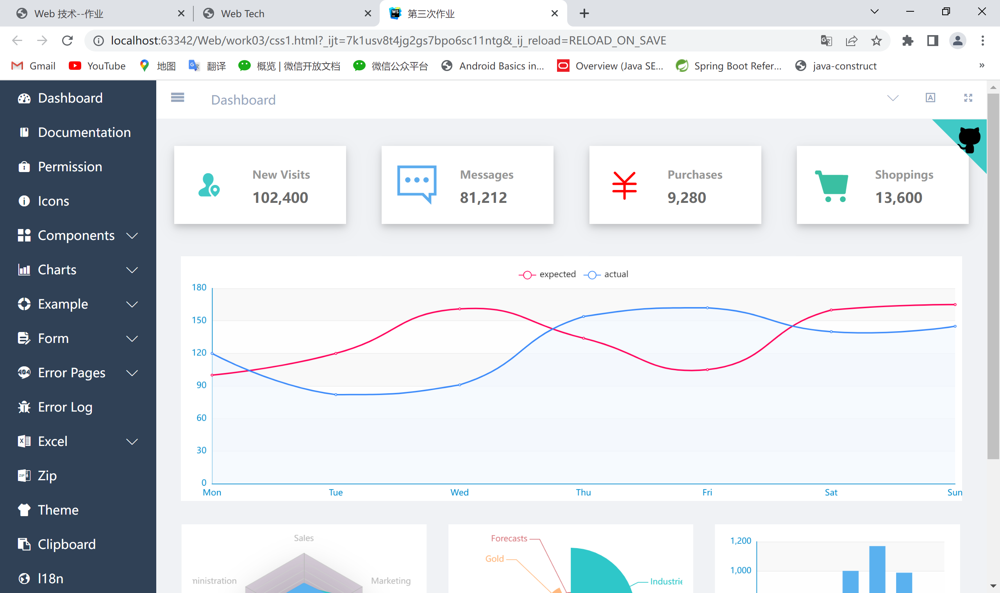 Web 技术--作业
Web Tech
第三次作业
localhost:63342/Web/work03/css1.html?_ijt=7k1usv8t4jg2gs7bpo6sc11ntg&_ij_reload=RELOAD_ON_SAVE
Gmail
YouTube
地图
翻译
概览 | 微信开放文档
微信公众平台
Android Basics in...
Overview (Java SE...
Spring Boot Refer...
java-construct
»
Dashboard
Documentation
Permission
Icons
Components
Charts
Example
Form
404
Error Pages
Error Log
Excel
ZIP
Zip
Theme
Clipboard
I18n
Dashboard
New Visits
102,400
Messages
81,212
Purchases
9,280
Shoppings
13,600
expected
actual
180
150
120
90
60
30
0
Mon
Tue
Wed
Thu
Fri
Sat
Sun
Sales
ministration
Marketing
Forecasts
Gold
Industrie
1,200
1,000